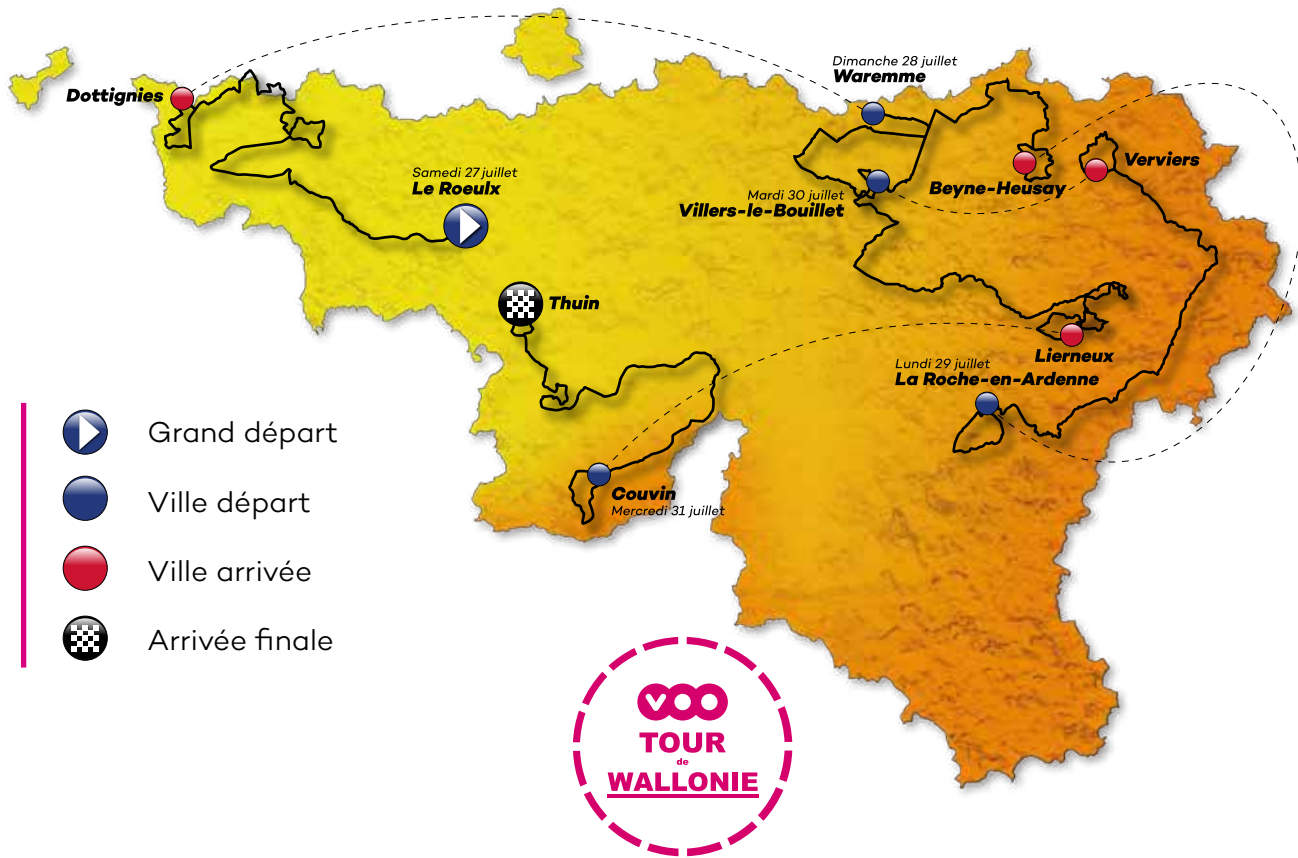 Dottignies
Samedi 27 juillet
Le Roeulx
Dimanche 28 juillet
Waremme
Mardi 30 juillet
Villers-le-Bouillet
Beyne-Heusay
Verviers
Thuin
Lierneux
Lundi 29 juillet
La Roche-en-Ardenne
Couvin
Mercredi 31 juillet
Grand départ
Ville départ
Ville arrivée
Arrivée finale
VOO
TOUR
de
WALLONIE